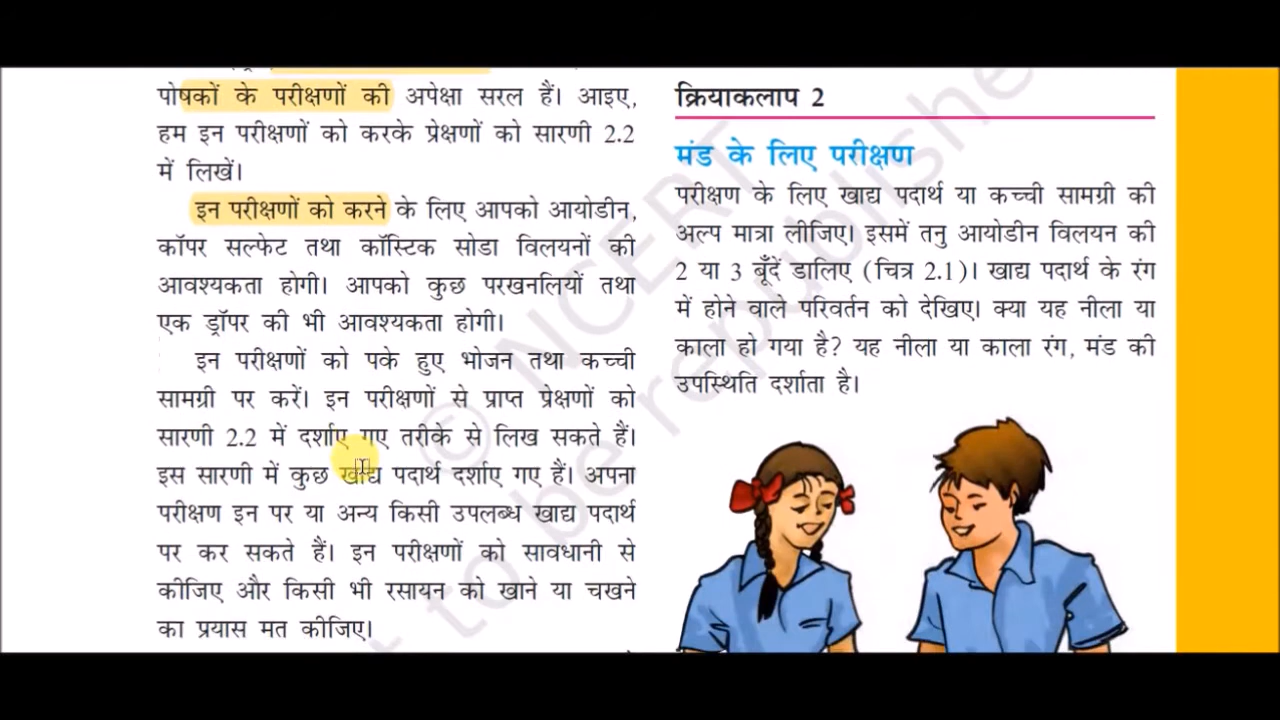 पोषकों के परीक्षणों की अपेक्षा सरल हैं। आइए,
हम इन परीक्षणों को करके प्रेक्षणों को सारणी 2.2
में लिखें।
इन परीक्षणों को करने के लिए आपको आयोडीन,
कॉपर सल्फेट तथा कॉस्टिक सोडा विलयनों की
आवश्यकता होगी। आपको कुछ परखनलियों तथा
एक ड्रॉपर की भी आवश्यकता होगी।
इन परीक्षणों को पके हुए भोजन तथा कच्ची
सामग्री पर करें। इन परीक्षणों से प्राप्त प्रेक्षणों को
सारणी 2.2 में दर्शाए गए तरीके से लिख सकते हैं।
इस सारणी में कुछ खाद्य पदार्थ दर्शाए गए हैं। अपना
परीक्षण इन पर या अन्य किसी उपलब्ध खाद्य पदार्थ
पर कर सकते हैं। इन परीक्षणों को सावधानी से
कीजिए और किसी भी रसायन को खाने या चखने
का प्रयास मत कीजिए।
क्रियाकलाप 2
मंड के लिए परीक्षण
परीक्षण के लिए खाद्य पदार्थ या कच्ची सामग्री की
अल्प मात्रा लीजिए। इसमें तनु आयोडीन विलयन की
2 या 3 बूँदें डालिए (चित्र 2.1)। खाद्य पदार्थ के रंग
में होने वाले परिवर्तन को देखिए। क्या यह नीला या
काला हो गया है? यह नीला या काला रंग, मंड की
उपस्थिति दर्शाता है।
© NCERT
to be republishe